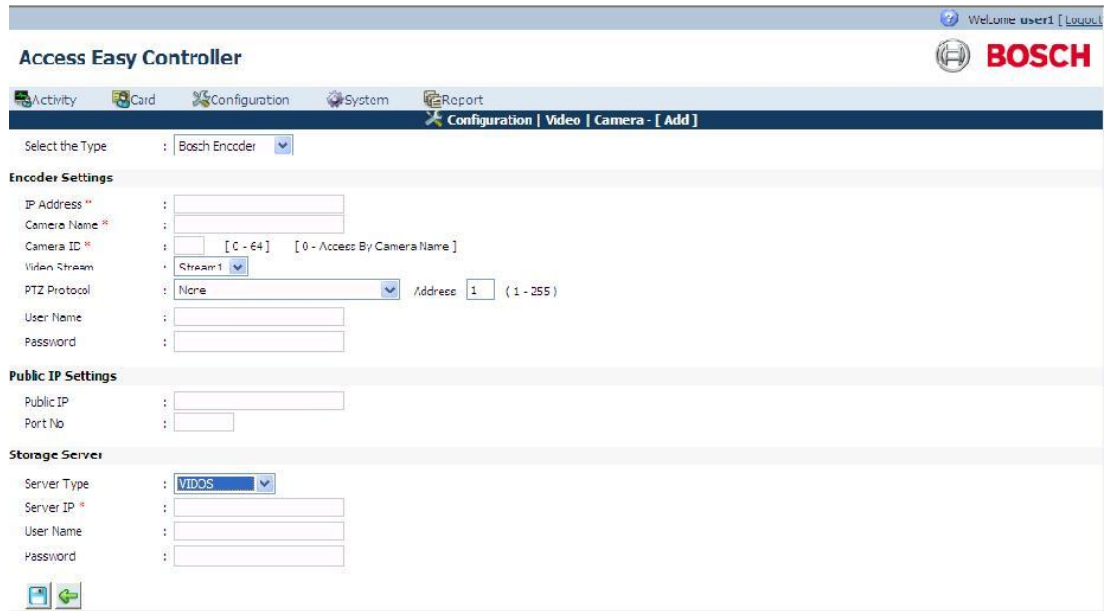 Welcome user1 [ Logout
Access Easy Controller
BOSCH
Activity Card Configuration System Report
Configuration | Video | Camera - [ Add ]
Select the Type : Bosch Encoder
Encoder Settings
IP Address * :
Camera Name * :
Camera ID * : [ 0 - 64 ] [ 0 - Access By Camera Name ]
Video Stream : Stream1
PTZ Protocol : None Address 1 ( 1 - 255 )
User Name :
Password :
Public IP Settings
Public IP :
Port No :
Storage Server
Server Type : VIDOS
Server IP * :
User Name :
Password :